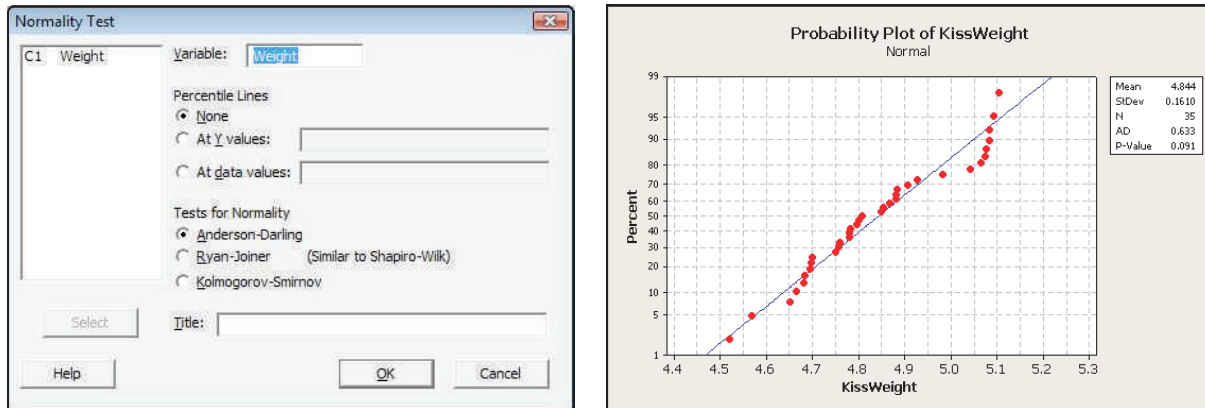 Normality Test
C1 Weight
Variable: Weight
Percentile Lines
None
At Y values:
At data values:
Tests for Normality
Anderson-Darling
Ryan-Joiner (Similar to Shapiro-Wilk)
Kolmogorov-Smirnov
Select
Title:
Help
OK
Cancel
Probability Plot of KissWeight
Normal
99
95
90
80
70
60
50
40
30
20
10
5
1
Percent
4.4 4.5 4.6 4.7 4.8 4.9 5.0 5.1 5.2 5.3
KissWeight
Mean 4.844
StDev 0.1610
N 35
AD 0.633
P-Value 0.091